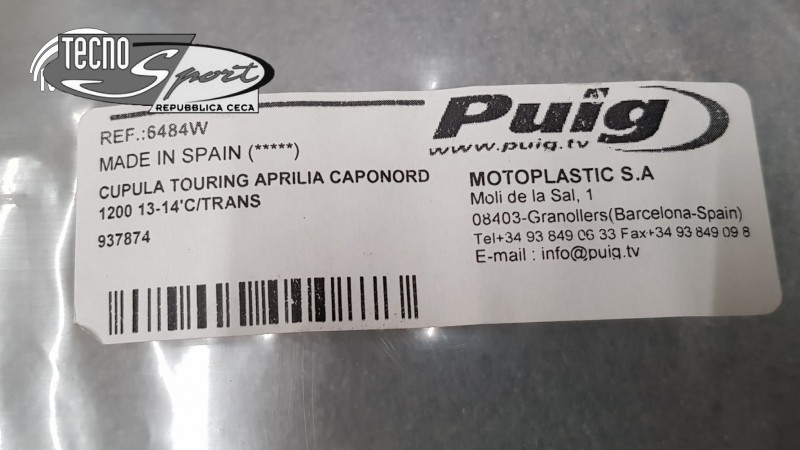 TECNO
Sport
REPUBBLICA CECA
REF.:6484W
MADE IN SPAIN (*****)
CUPULA TOURING APRILIA CAPONORD
1200 13-14'C/TRANS
937874
Puig
www.puig.tv
MOTOPLASTIC S.A
Moli de la Sal, 1
08403-Granollers(Barcelona-Spain)
Tel+34 93 849 06 33 Fax+34 93 849 09 8
E-mail : info@puig.tv